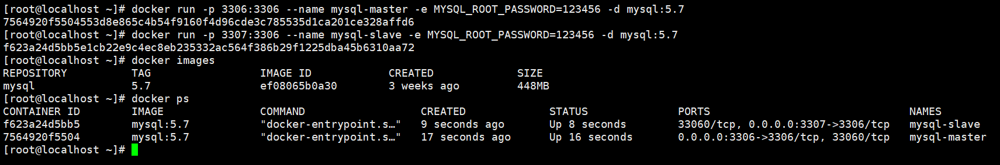 [root@localhost ~]# docker run -p 3306:3306 --name mysql-master -e MYSQL_ROOT_PASSWORD=123456 -d mysql:5.7
7564920f5504553d8e865c4b54f9160f4d96cde3c785535d1ca201ce328affd6
[root@localhost ~]# docker run -p 3307:3306 --name mysql-slave -e MYSQL_ROOT_PASSWORD=123456 -d mysql:5.7
f623a24d5bb5e1cb22e9c4ec8eb235332ac564f386b29f1225dba45b6310aa72
[root@localhost ~]# docker images
REPOSITORY          TAG                 IMAGE ID            CREATED             SIZE
mysql               5.7                 ef08065b0a30        3 weeks ago         448MB
[root@localhost ~]# docker ps
CONTAINER ID        IMAGE               COMMAND                  CREATED             STATUS              PORTS                               NAMES
f623a24d5bb5        mysql:5.7           "docker-entrypoint.s…"   9 seconds ago       Up 8 seconds        33060/tcp, 0.0.0.0:3307->3306/tcp   mysql-slave
7564920f5504        mysql:5.7           "docker-entrypoint.s…"   17 seconds ago      Up 16 seconds       0.0.0.0:3306->3306/tcp, 33060/tcp   mysql-master
[root@localhost ~]#